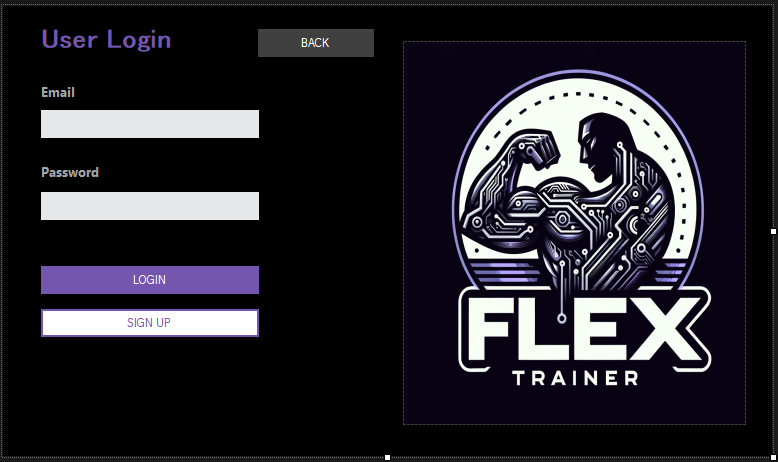 User Login
BACK
Email
Password
LOGIN
SIGN UP
FLEX
TRAINER